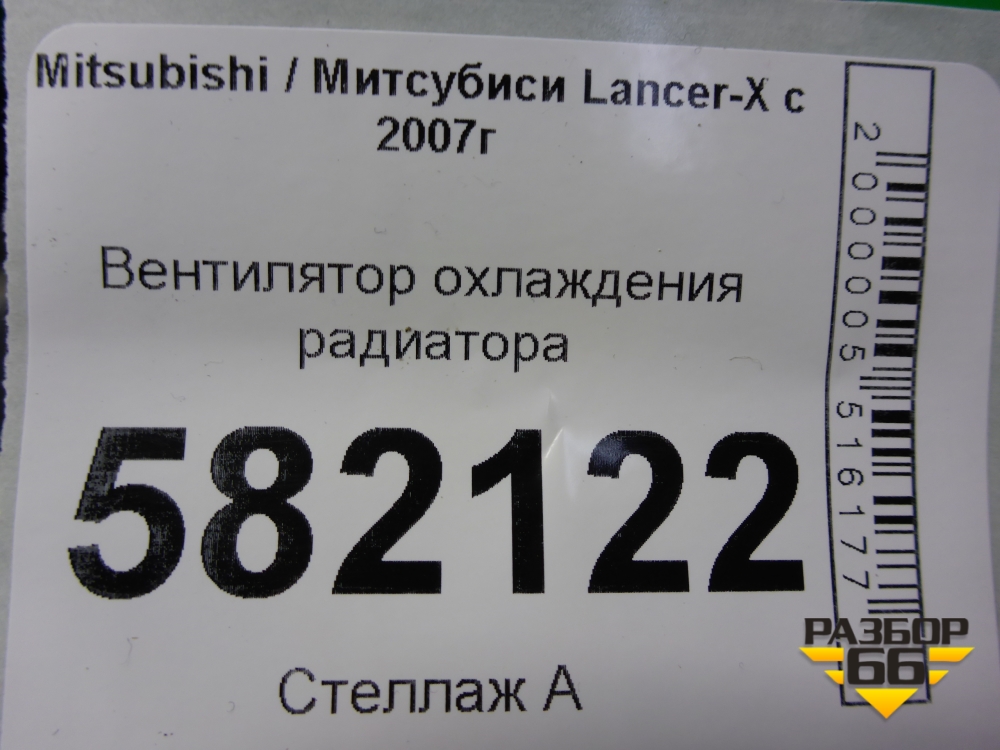 Mitsubishi / Митсубиси Lancer-X с
2007г
Вентилятор охлаждения
радиатора
582122
Стеллаж А
2000005516177
РАЗБОР
66